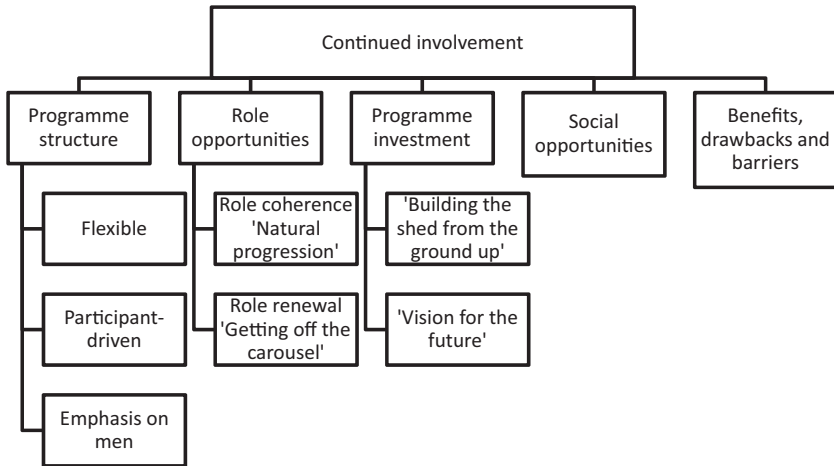 Continued involvement
Programme
structure
Role
opportunities
Programme
investment
Social
opportunities
Benefits,
drawbacks and
barriers
Flexible
Participant-
driven
Emphasis on
men
Role coherence
'Natural
progression'
Role renewal
'Getting off the
carousel'
'Building the
shed from the
ground up'
'Vision for the
future'